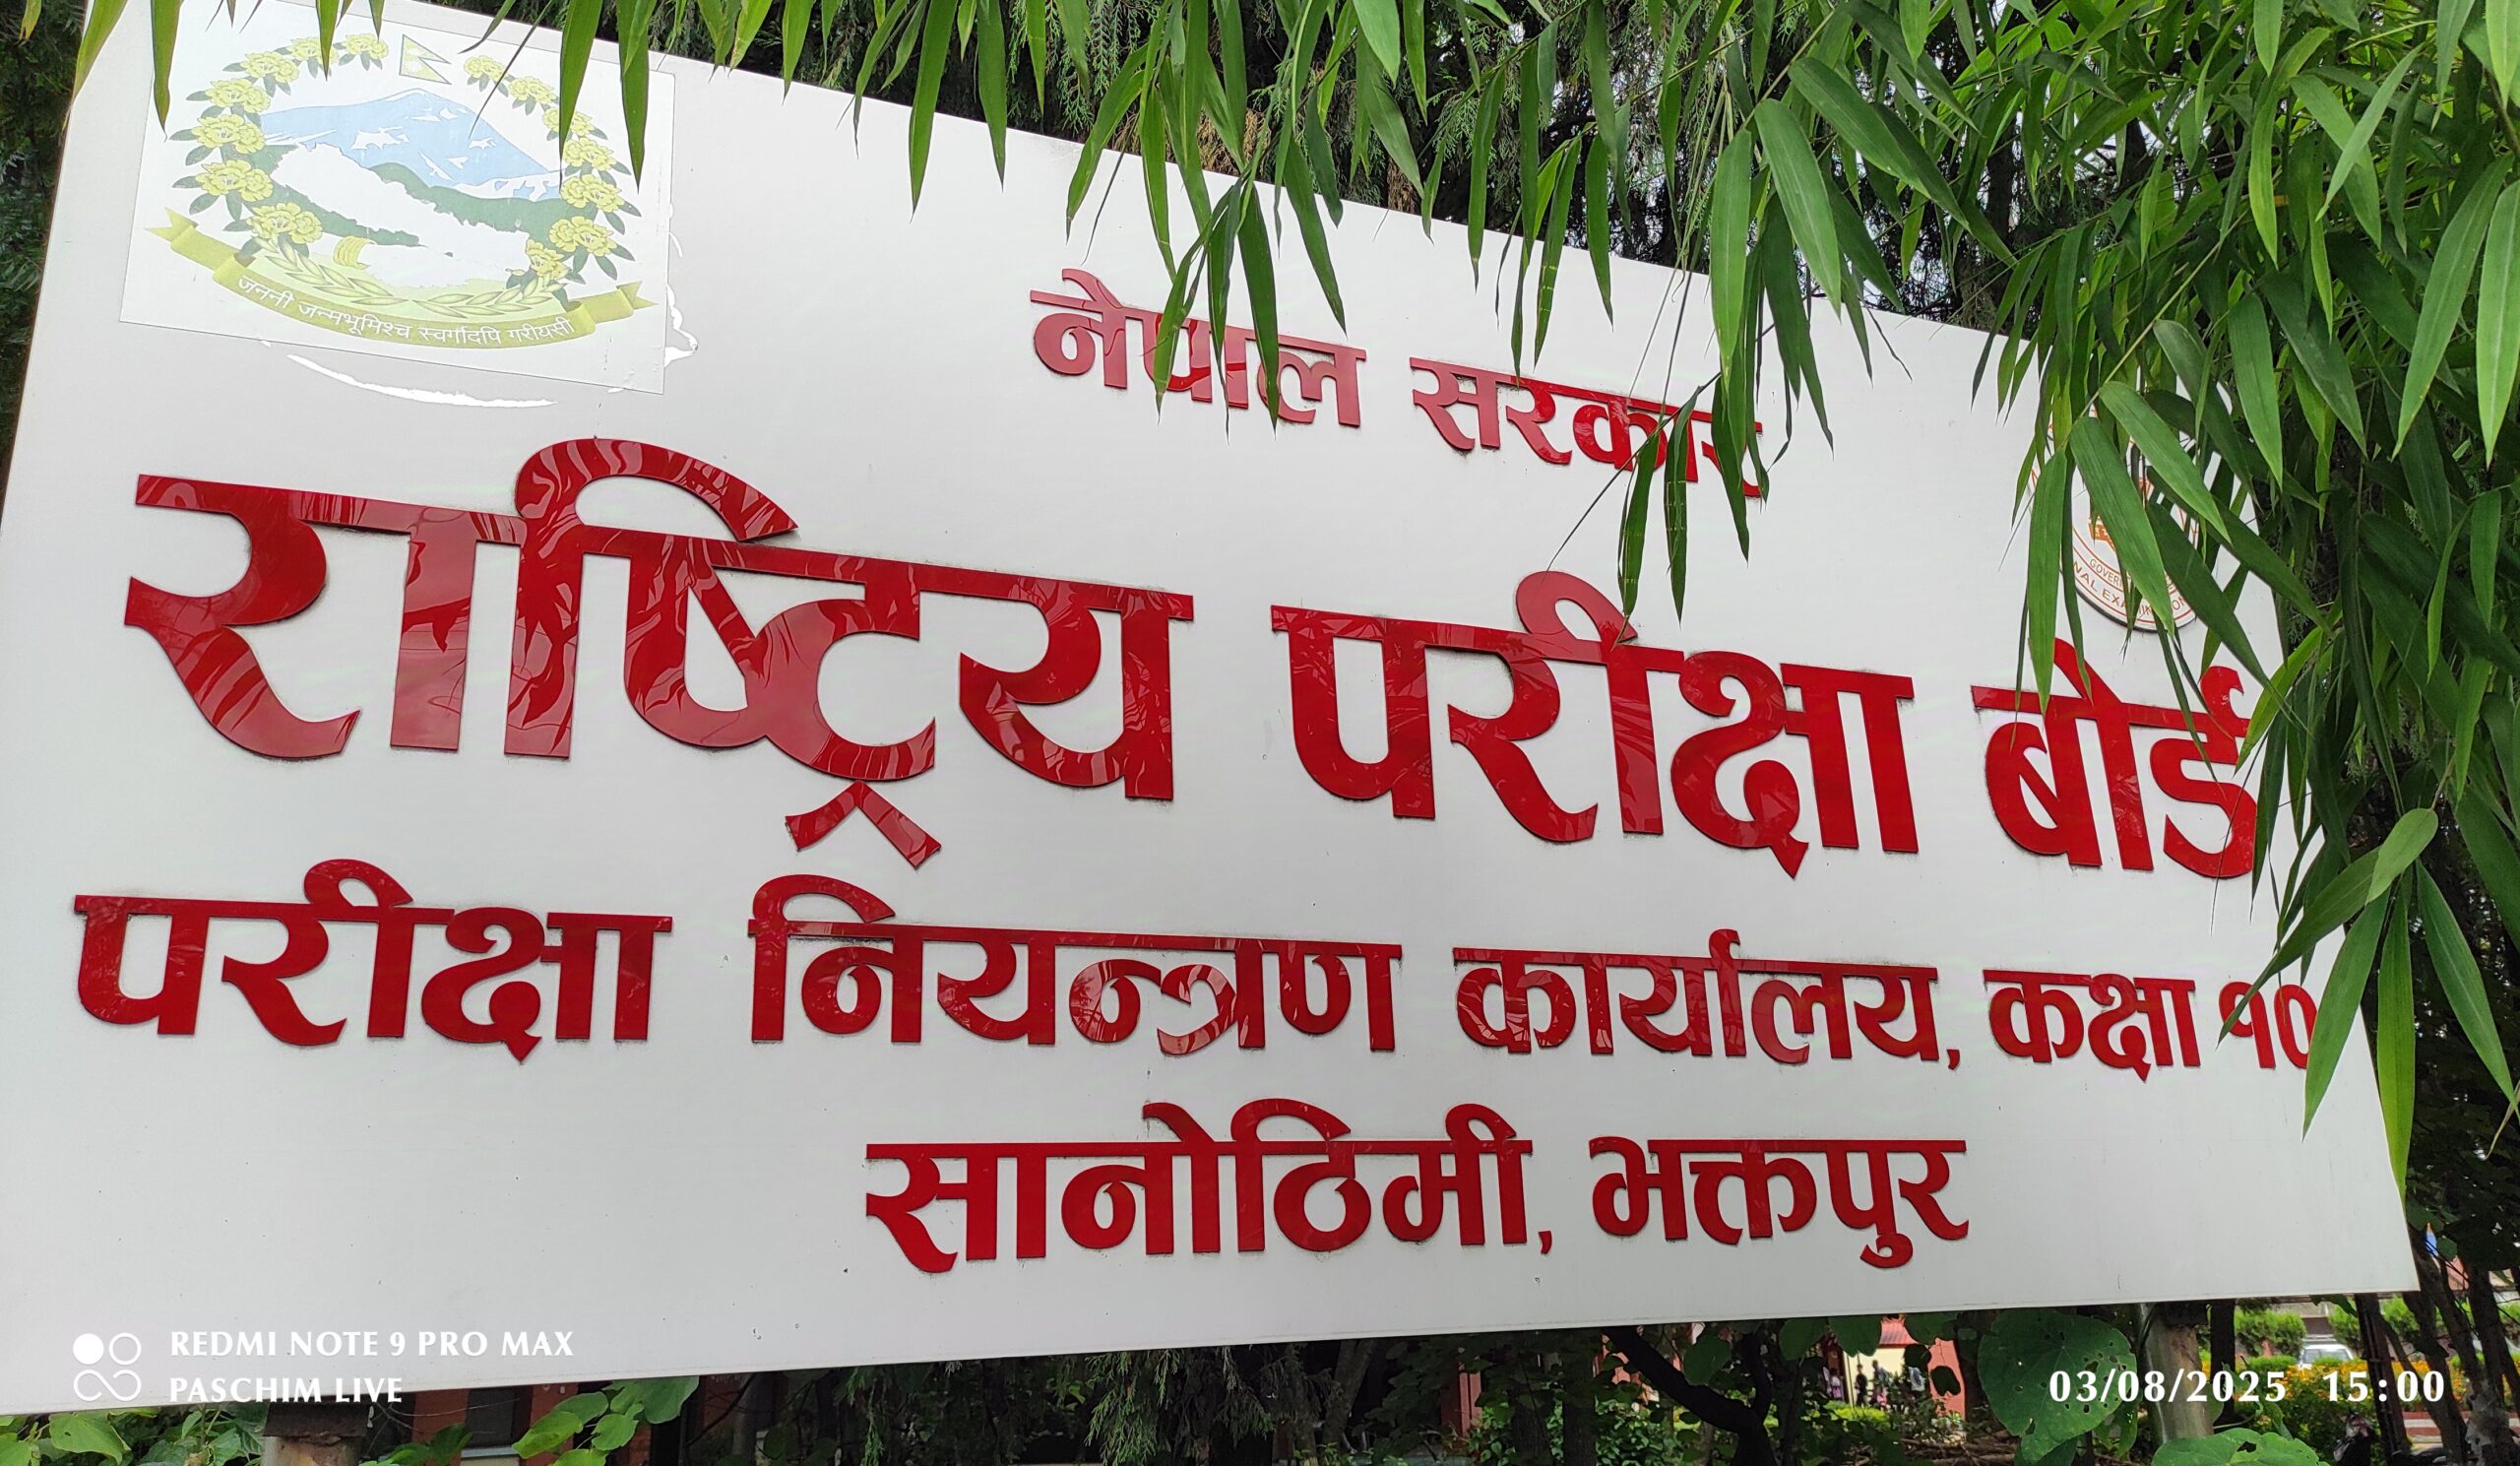 जननी जन्मभूमिश्च स्वर्गादपि गरीयसी
नेपाल सरकार
राष्ट्रिय परीक्षा बोर्ड
परीक्षा नियन्त्रण कार्यालय, कक्षा १०
सानोठिमी, भक्तपुर
REDMI NOTE 9 PRO MAX
PASCHIM LIVE
03/08/2025 15:00